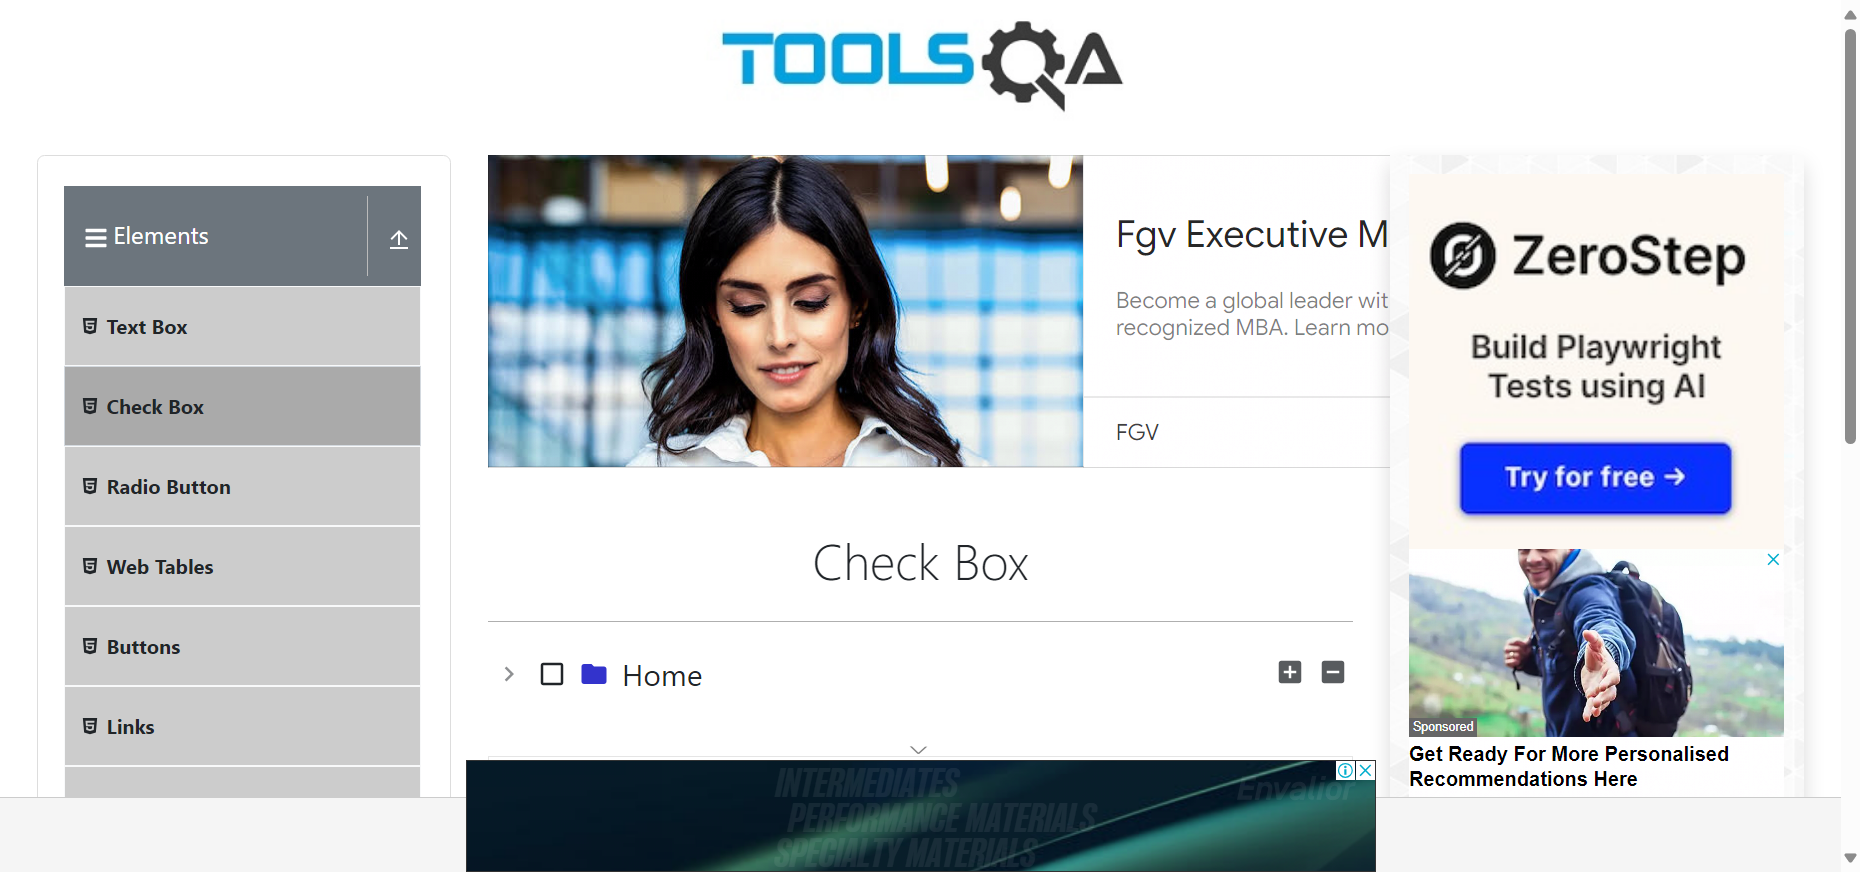 TOOLSQA
Elements
Text Box
Check Box
Radio Button
Web Tables
Buttons
Links
Fgv Executive M
Become a global leader wit
recognized MBA. Learn mo
FGV
Check Box
Home
ZeroStep
Build Playwright
Tests using AI
Try for free →
Sponsored
Get Ready For More Personalised
Recommendations Here
INTERMEDIATES
PERFORMANCE MATERIALS
SPECIALTY MATERIALS
Envalior